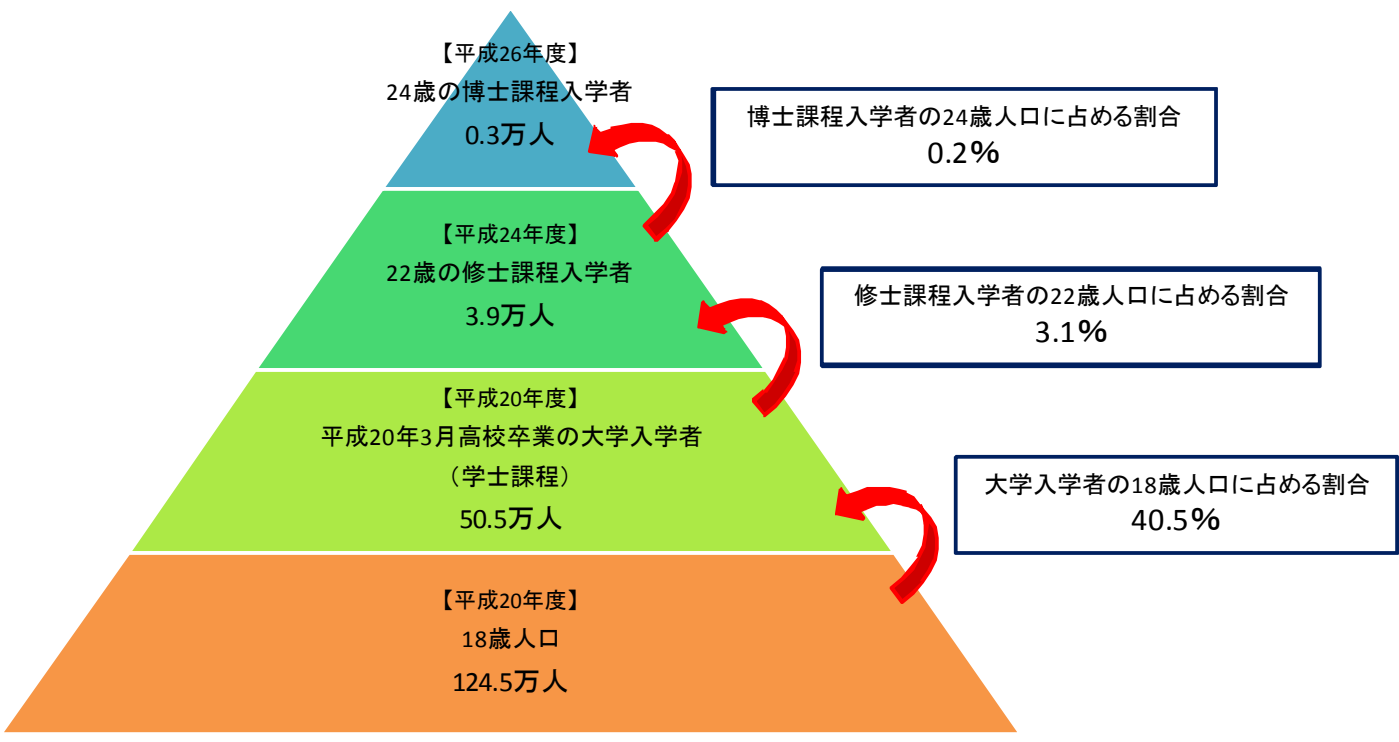 【平成26年度】
24歳の博士課程入学者
0.3万人
博士課程入学者の24歳人口に占める割合
0.2%
【平成24年度】
22歳の修士課程入学者
3.9万人
修士課程入学者の22歳人口に占める割合
3.1%
【平成20年度】
平成20年3月高校卒業の大学入学者
（学士課程）
50.5万人
大学入学者の18歳人口に占める割合
40.5%
【平成20年度】
18歳人口
124.5万人